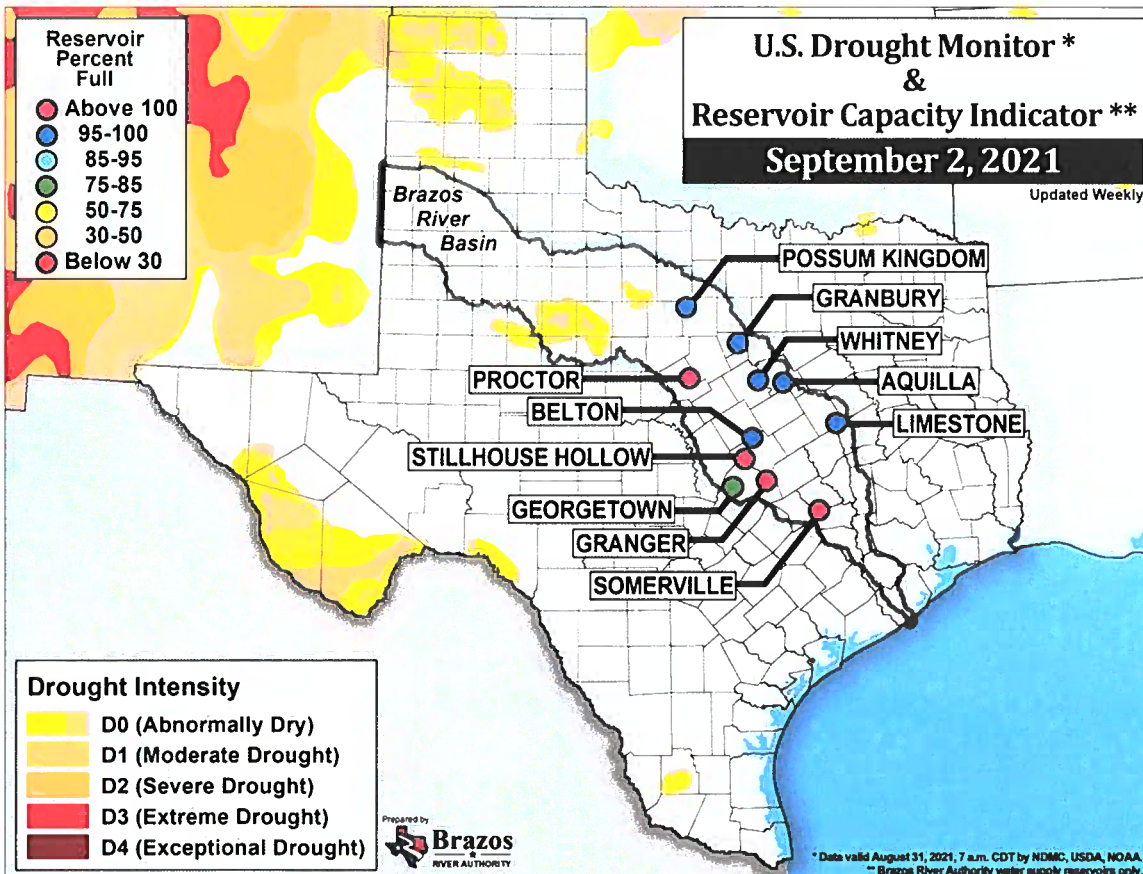 U.S. Drought Monitor *
&
Reservoir Capacity Indicator **
September 2, 2021
Updated Weekly
Reservoir
Percent
Full
Above 100
95-100
85-95
75-85
50-75
30-50
Below 30
Brazos
River
Basin
POSSUM KINGDOM
GRANBURY
WHITNEY
PROCTOR
AQUILLA
BELTON
LIMESTONE
STILLHOUSE HOLLOW
GEORGETOWN
GRANGER
SOMERVILLE
Drought Intensity
D0 (Abnormally Dry)
D1 (Moderate Drought)
D2 (Severe Drought)
D3 (Extreme Drought)
D4 (Exceptional Drought)
Prepared by
Brazos
RIVER AUTHORITY
* Data valid August 31, 2021, 7 a.m. CDT by NDMC, USDA, NOAA.
** Brazos River Authority water supply reservoirs only.